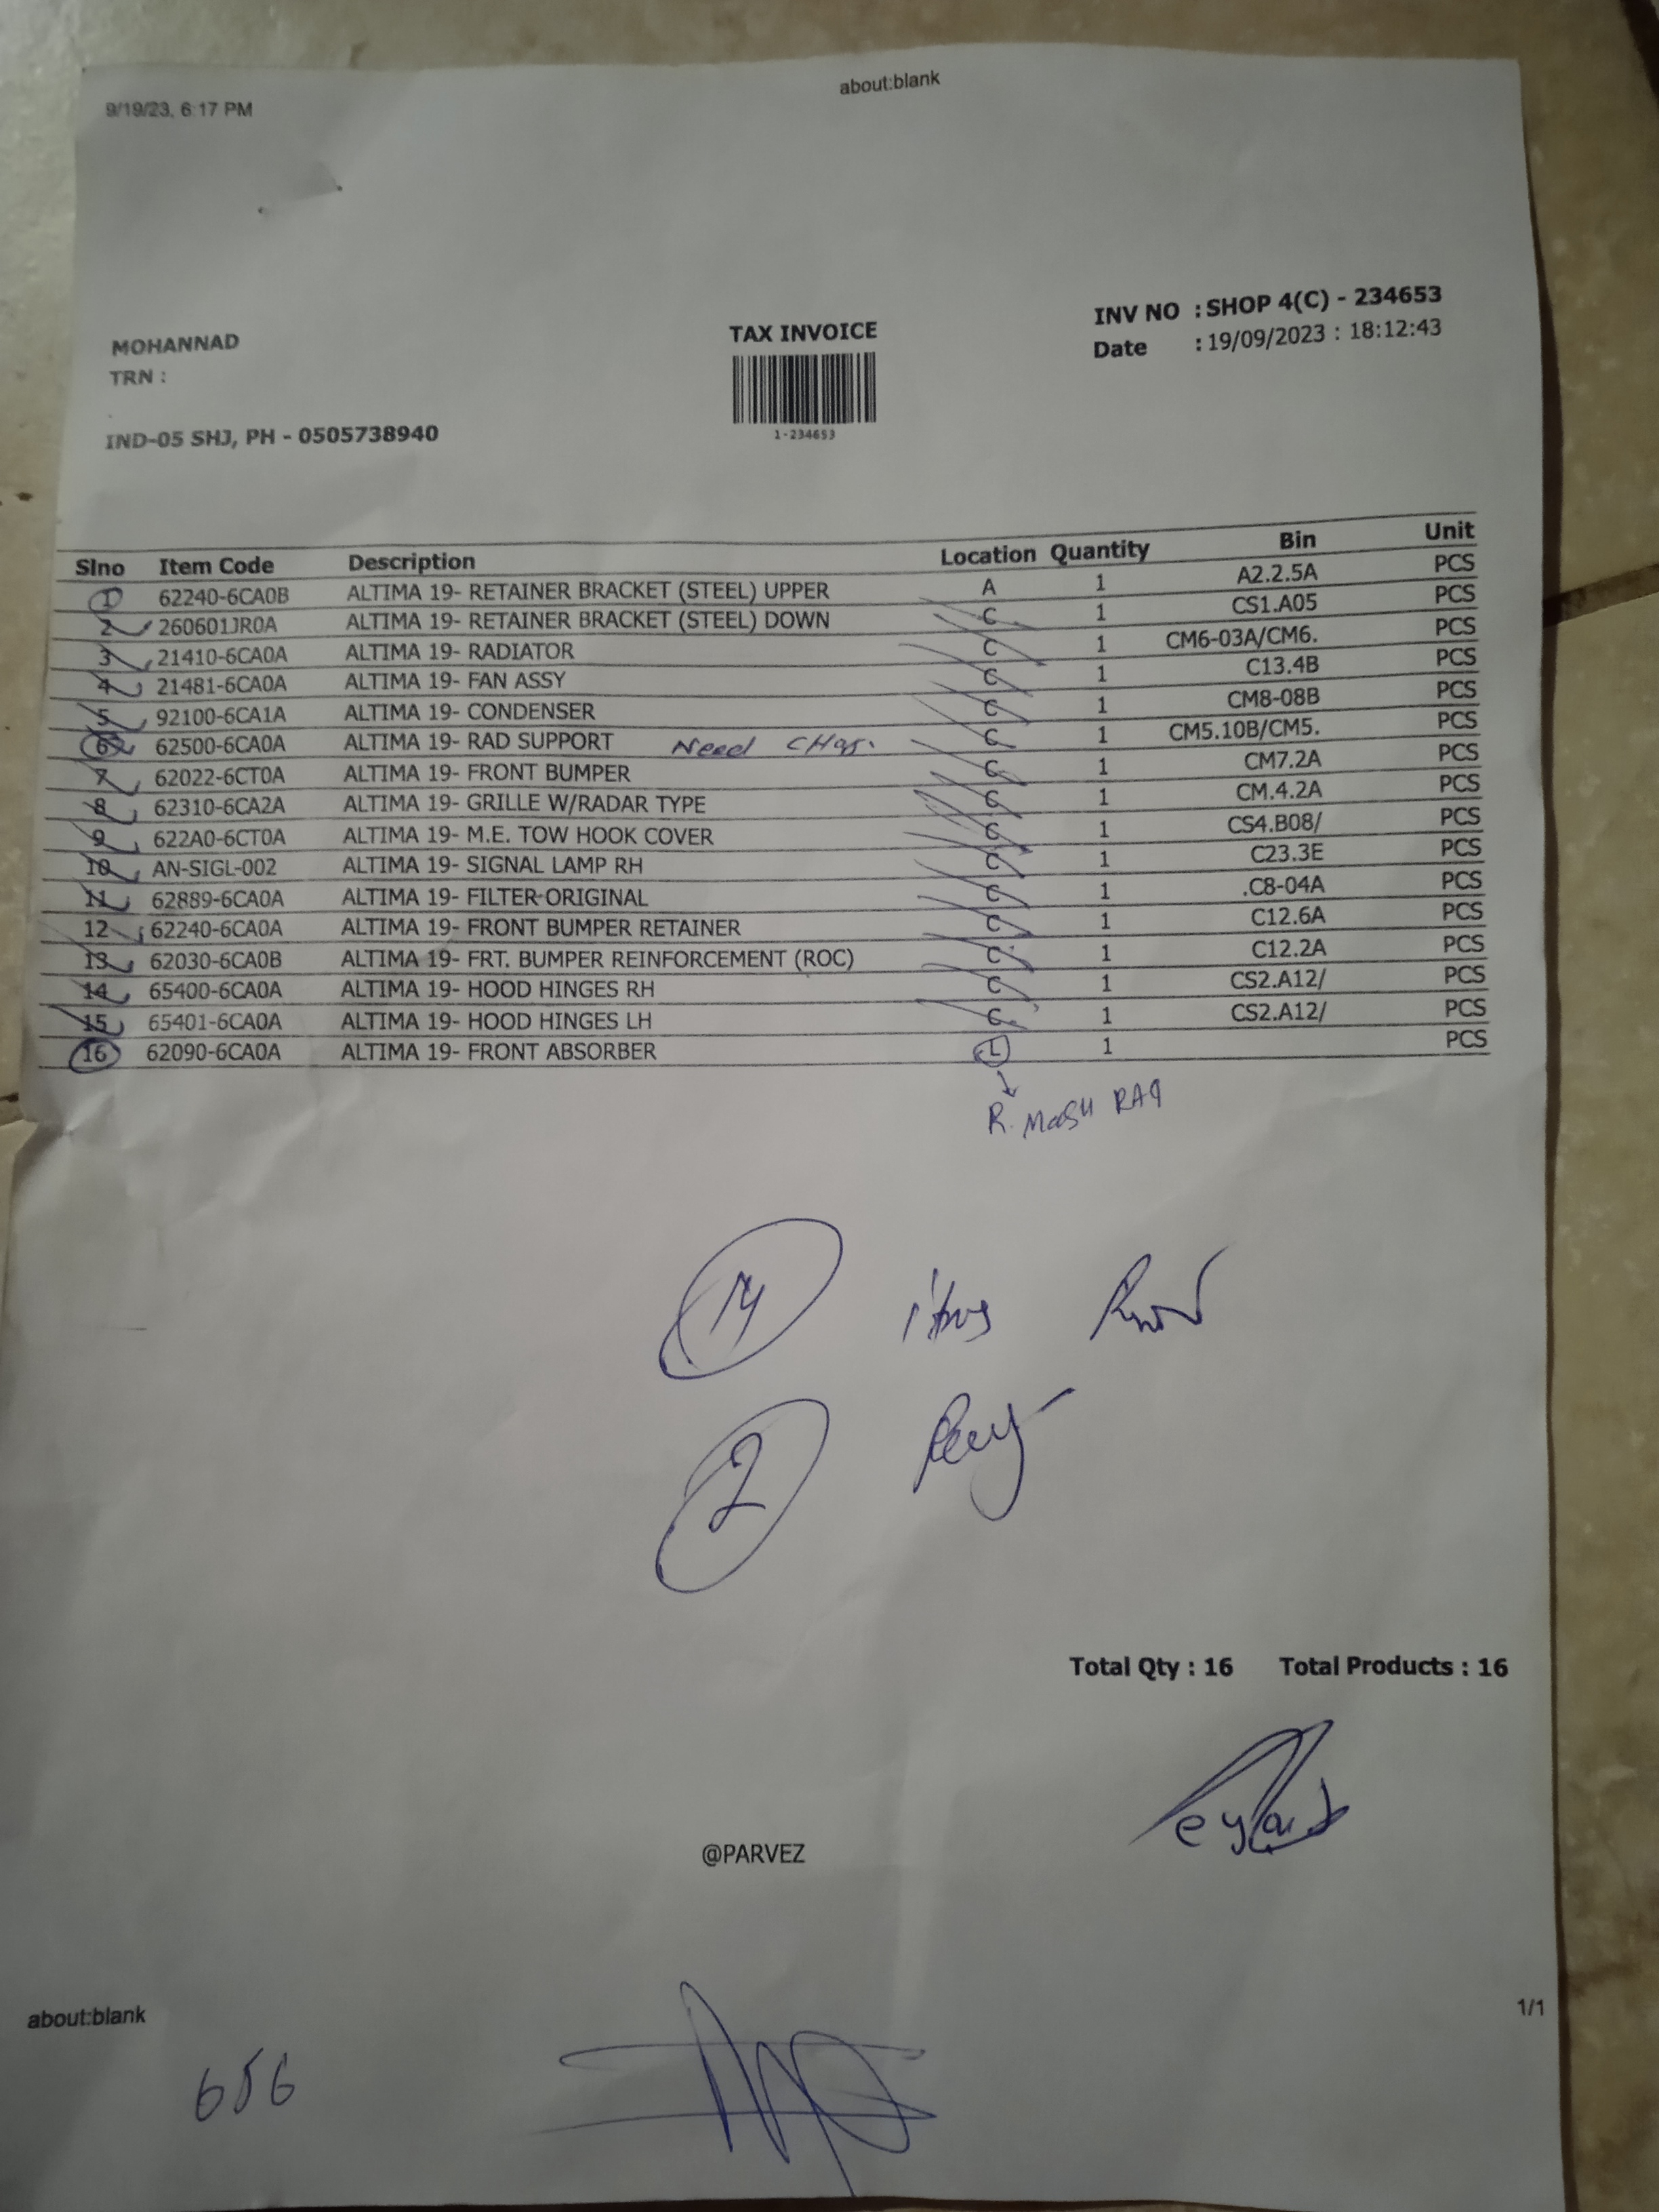 9/19/23, 6:17 PM about:blank
MOHANNAD
TRN :
IND-05 SHJ, PH - 0505738940
TAX INVOICE
1-234653
INV NO : SHOP 4(C) - 234653
Date : 19/09/2023 : 18:12:43
Slno Item Code Description Location Quantity Bin Unit
1 62240-6CA0B ALTIMA 19- RETAINER BRACKET (STEEL) UPPER A 1 A2.2.5A PCS
2 260601JR0A ALTIMA 19- RETAINER BRACKET (STEEL) DOWN C 1 CS1.A05 PCS
3 21410-6CA0A ALTIMA 19- RADIATOR C 1 CM6-03A/CM6. PCS
4 21481-6CA0A ALTIMA 19- FAN ASSY C 1 C13.4B PCS
5 92100-6CA1A ALTIMA 19- CONDENSER C 1 CM8-08B PCS
6 62500-6CA0A ALTIMA 19- RAD SUPPORT Need C 1 CM5.10B/CM5. PCS
7 62022-6CT0A ALTIMA 19- FRONT BUMPER C 1 CM7.2A PCS
8 62310-6CA2A ALTIMA 19- GRILLE W/RADAR TYPE C 1 CM.4.2A PCS
9 622A0-6CT0A ALTIMA 19- M.E. TOW HOOK COVER C 1 CS4.B08/ PCS
10 AN-SIGL-002 ALTIMA 19- SIGNAL LAMP RH C 1 C23.3E PCS
11 62889-6CA0A ALTIMA 19- FILTER-ORIGINAL C 1 .C8-04A PCS
12 62240-6CA0A ALTIMA 19- FRONT BUMPER RETAINER C 1 C12.6A PCS
13 62030-6CA0B ALTIMA 19- FRT. BUMPER REINFORCEMENT (ROC) C 1 C12.2A PCS
14 65400-6CA0A ALTIMA 19- HOOD HINGES RH C 1 CS2.A12/ PCS
15 65401-6CA0A ALTIMA 19- HOOD HINGES LH C 1 CS2.A12/ PCS
16 62090-6CA0A ALTIMA 19- FRONT ABSORBER L 1 PCS
R.
14
2
Total Qty : 16 Total Products : 16
@PARVEZ
about:blank 1/1
656